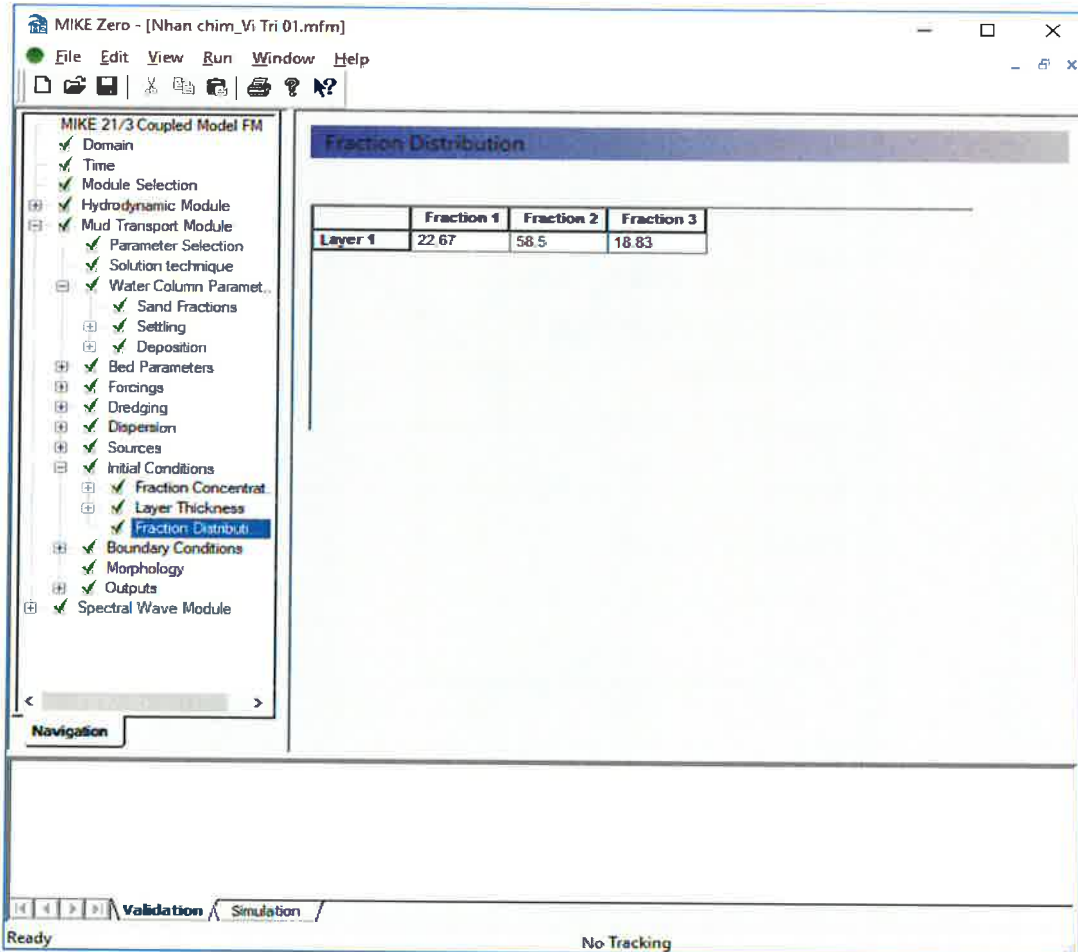 MIKE Zero - [Nhan chim_Vi Tri 01.mfm]
File Edit View Run Window Help
MIKE 21/3 Coupled Model FM
Domain
Time
Module Selection
Hydrodynamic Module
Mud Transport Module
Parameter Selection
Solution technique
Water Column Paramet..
Sand Fractions
Settling
Deposition
Bed Parameters
Forcings
Dredging
Dispersion
Sources
Initial Conditions
Fraction Concentrat.
Layer Thickness
Fraction Distributi...
Boundary Conditions
Morphology
Outputs
Spectral Wave Module
Navigation
Fraction Distribution
Fraction 1 Fraction 2 Fraction 3
Layer 1 22.67 58.5 18.83
Validation Simulation
Ready No Tracking